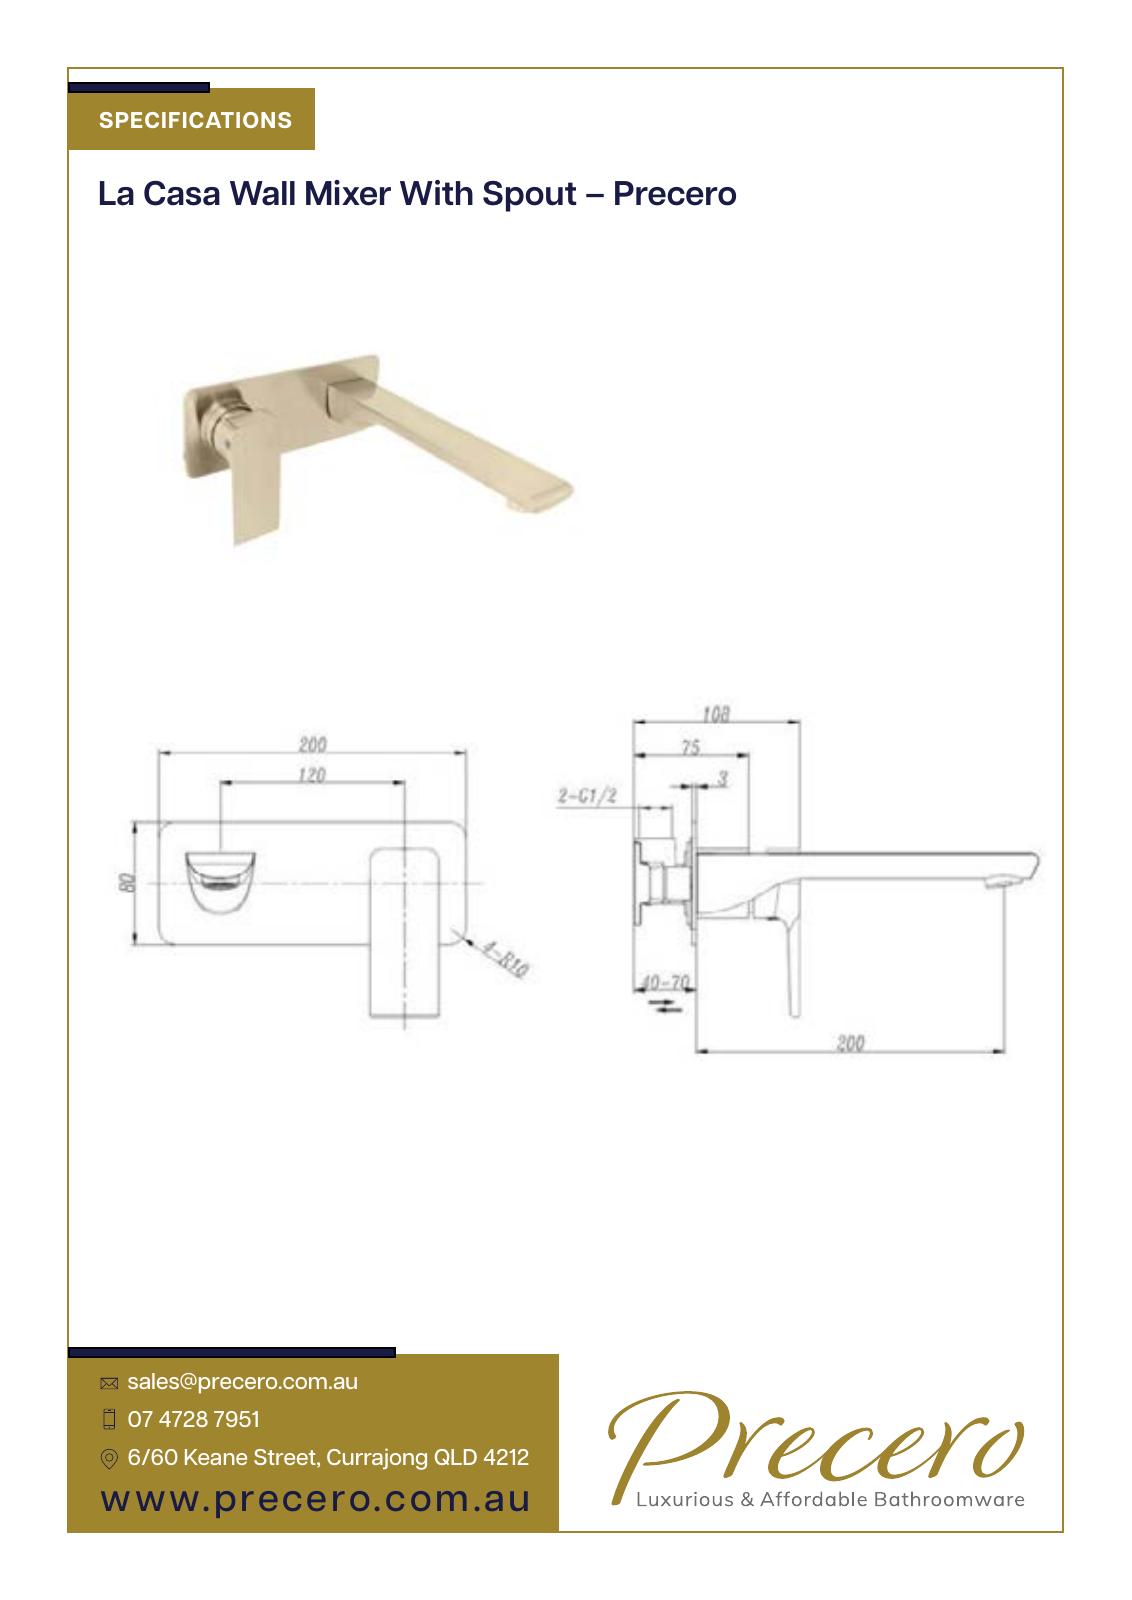 SPECIFICATIONS
La Casa Wall Mixer With Spout – Precero
108
200
75
120
3
2-G1/2
80
4-R10
40-70
200
sales@precero.com.au
07 4728 7951
6/60 Keane Street, Currajong QLD 4212
www.precero.com.au
Precero
Luxurious & Affordable Bathroomware